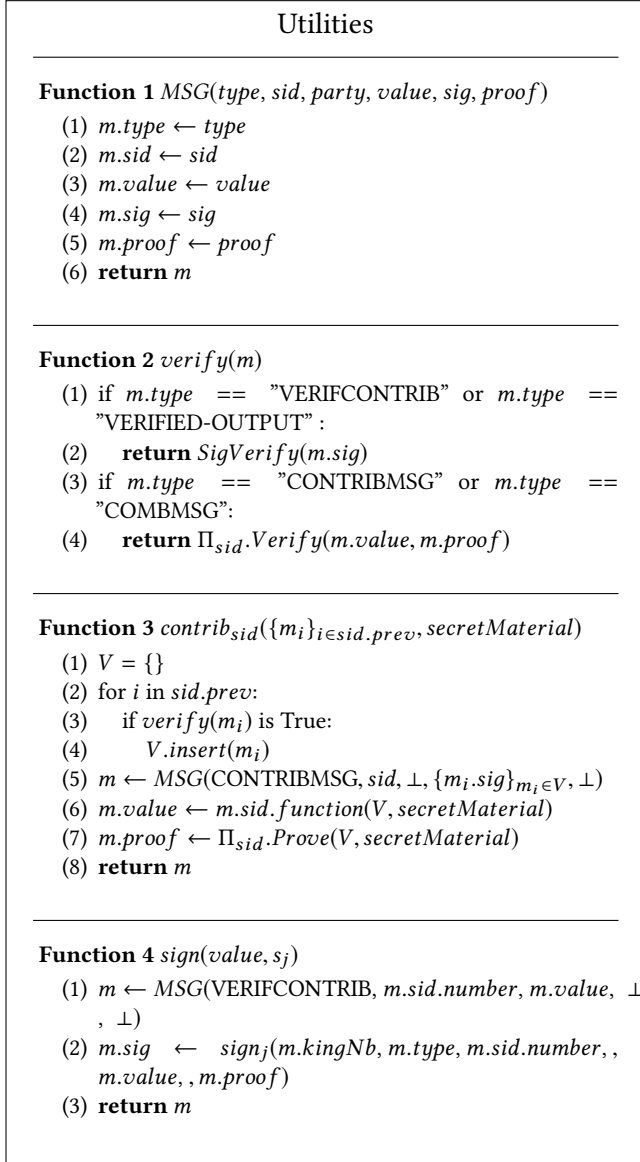 Utilities
Function 1 MSG(type, sid, party, value, sig, proof)
(1) m.type ← type
(2) m.sid ← sid
(3) m.value ← value
(4) m.sig ← sig
(5) m.proof ← proof
(6) return m
Function 2 verify(m)
(1) if m.type == ”VERIFCONTRIB” or m.type ==
”VERIFIED-OUTPUT” :
(2) return SigVerify(m.sig)
(3) if m.type == ”CONTRIBMSG” or m.type ==
”COMBMSG”:
(4) return Π_sid.Verify(m.value, m.proof)
Function 3 contrib_sid({m_i}_i∈sid.prev, secretMaterial)
(1) V = {}
(2) for i in sid.prev:
(3) if verify(m_i) is True:
(4) V.insert(m_i)
(5) m ← MSG(CONTRIBMSG, sid, ⊥, {m_i.sig}_m_i∈V, ⊥)
(6) m.value ← m.sid.function(V, secretMaterial)
(7) m.proof ← Π_sid.Prove(V, secretMaterial)
(8) return m
Function 4 sign(value, s_j)
(1) m ← MSG(VERIFCONTRIB, m.sid.number, m.value, ⊥
, ⊥)
(2) m.sig ← sign_j(m.kingNb, m.type, m.sid.number, ,
m.value, , m.proof)
(3) return m